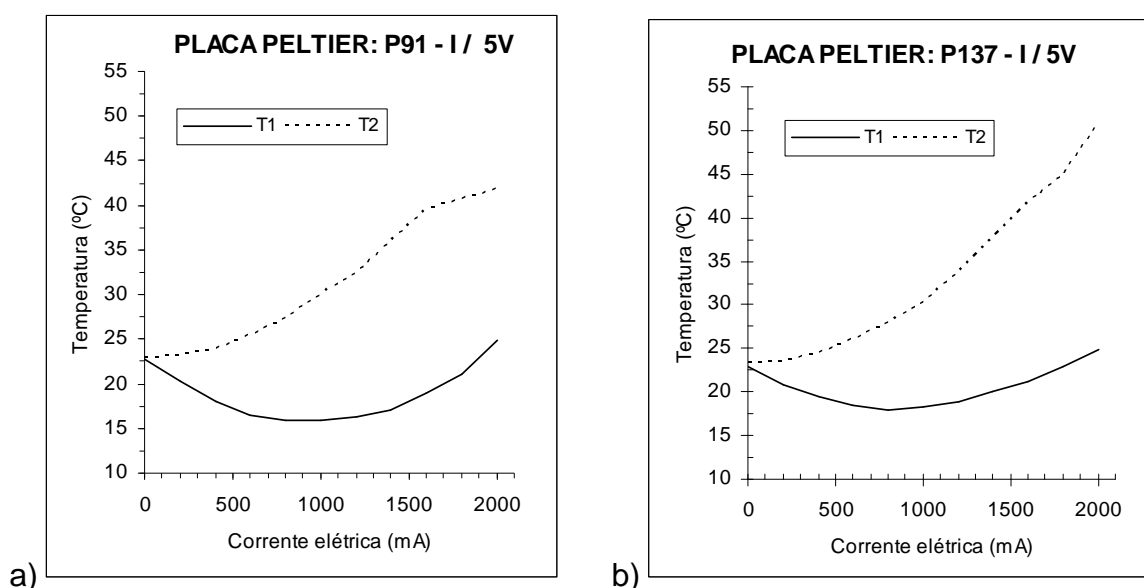 PLACA PELTIER: P91 - I / 5V
55
50
45
40
35
30
25
20
15
10
T1
T2
Temperatura (ºC)
0
500
1000
1500
2000
Corrente elétrica (mA)
a)
PLACA PELTIER: P137 - I / 5V
55
50
45
40
35
30
25
20
15
10
T1
T2
Temperatura (ºC)
0
500
1000
1500
2000
Corrente elétrica (mA)
b)